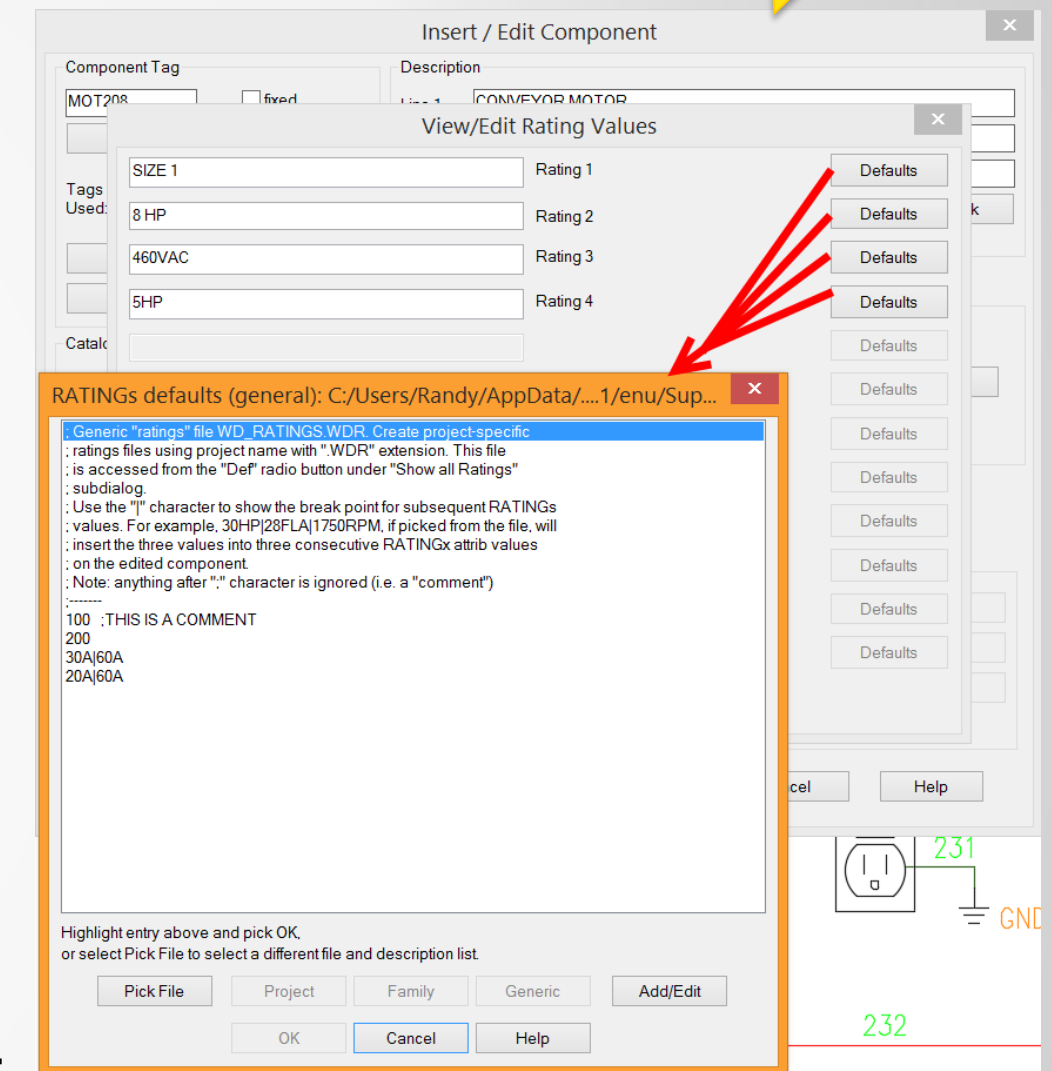 Insert / Edit Component
Component Tag
Description
MOT208
fixed
Line 1
CONVEYOR MOTOR
View/Edit Rating Values
Tags
Used:
SIZE 1
Rating 1
Defaults
8 HP
Rating 2
Defaults
k
460VAC
Rating 3
Defaults
5HP
Rating 4
Defaults
Defaults
Defaults
Defaults
Defaults
Defaults
Defaults
Defaults
Defaults
RATINGs defaults (general): C:/Users/Randy/AppData/....1/enu/Sup...
; Generic "ratings" file WD_RATINGS.WDR. Create project-specific
; ratings files using project name with ".WDR" extension. This file
; is accessed from the "Def" radio button under "Show all Ratings"
; subdialog.
; Use the "|" character to show the break point for subsequent RATINGs
; values. For example, 30HP|28FLA|1750RPM, if picked from the file, will
; insert the three values into three consecutive RATINGx attrib values
; on the edited component.
; Note: anything after ";" character is ignored (i.e. a "comment")
;-------
100 ;THIS IS A COMMENT
200
30A|60A
20A|60A
Highlight entry above and pick OK,
or select Pick File to select a different file and description list.
Pick File
Project
Family
Generic
Add/Edit
OK
Cancel
Help
Help
231
GND
232